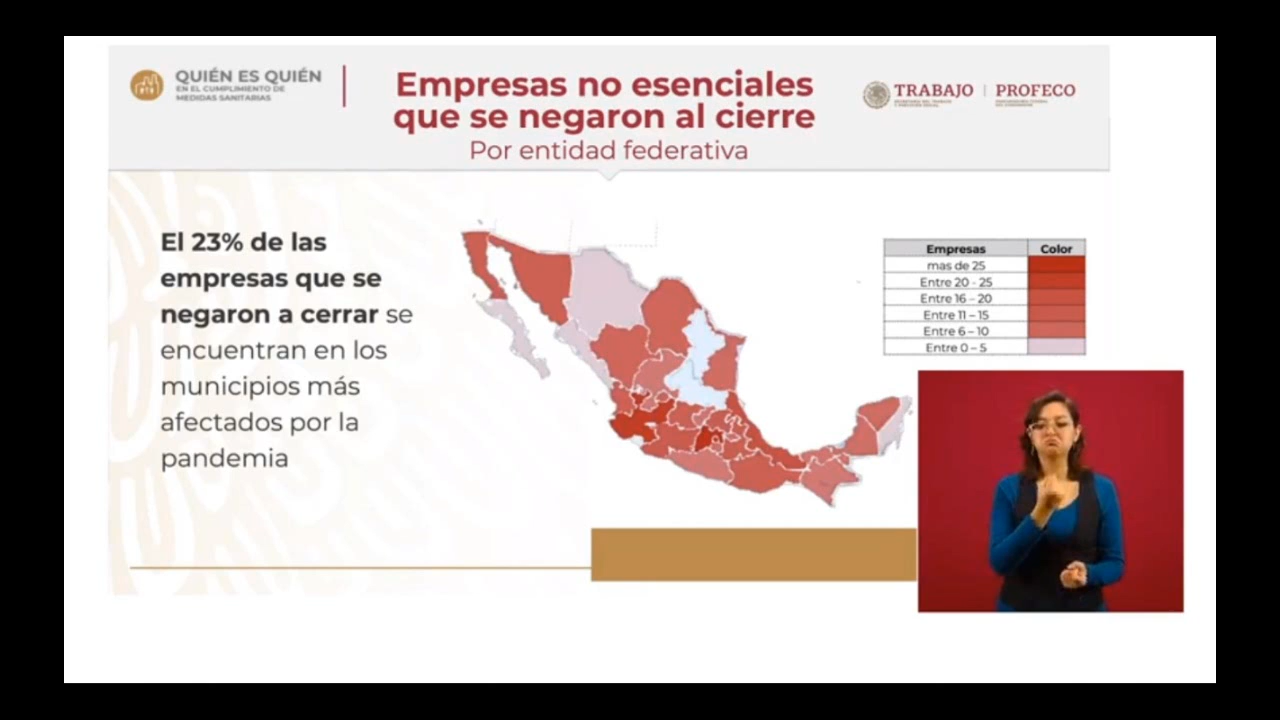 QUIÉN ES QUIÉN
EN EL CUMPLIMIENTO DE
MEDIDAS SANITARIAS
Empresas no esenciales
que se negaron al cierre
Por entidad federativa
TRABAJO
PROFECO
El 23% de las
empresas que se
negaron a cerrar se
encuentran en los
municipios más
afectados por la
pandemia
Empresas Color
mas de 25
Entre 20 - 25
Entre 16 – 20
Entre 11 – 15
Entre 6 – 10
Entre 0 – 5